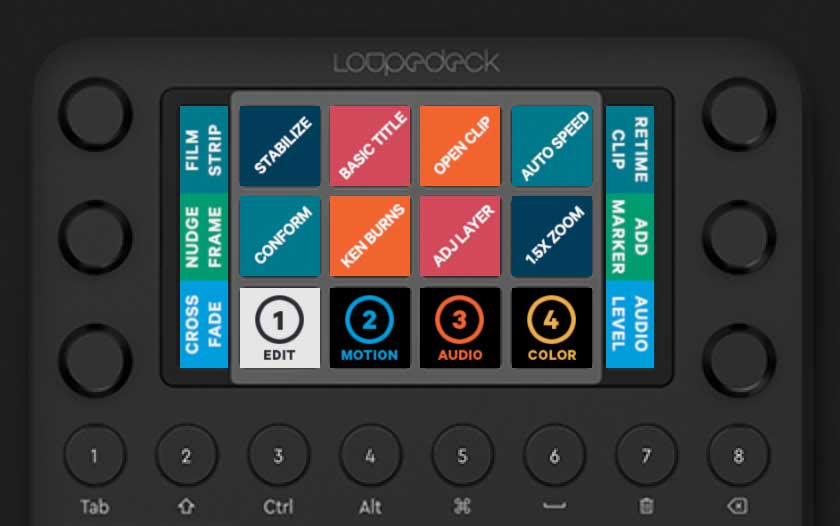 Loupedeck
FILM
STRIP
STABILIZE
BASIC TITLE
OPEN CLIP
AUTO SPEED
RETIME
CLIP
NUDGE
FRAME
CONFORM
KEN BURNS
ADJ LAYER
1.5X ZOOM
ADD
MARKER
CROSS
FADE
1
EDIT
2
MOTION
3
AUDIO
4
COLOR
AUDIO
LEVEL
1 2 3 4 5 6 7 8
Tab Ctrl Alt ⌘